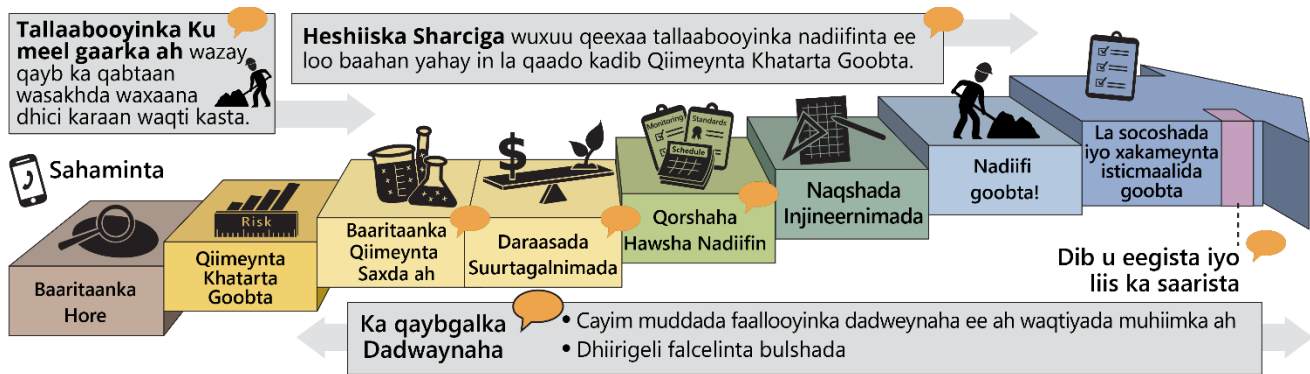 Tallaabooyinka Ku
meel gaarka ah wazay
qayb ka qabtaan
wasakhda waxaana
dhici karaan waqti kasta.
Heshiiska Sharciga wuxuu qeexaa tallaabooyinka nadiifinta ee
loo baahan yahay in la qaado kadib Qiimeynta Khatarta Goobta.
Sahaminta
Baaritaanka
Hore
Risk
Qiimeynta
Khatarta
Goobta
Baaritaanka
Qiimeynta
Saxda ah
$
Daraasada
Suurtagalnimada
Monitoring
Standards
Schedule
Qorshaha
Hawsha Nadiifin
Naqshada
Injineernimada
Nadiifi
goobta!
La socoshada
iyo xakameynta
isticmaalida
goobta
Dib u eegista iyo
liis ka saarista
Ka qaybgalka
Dadwaynaha
• Cayim muddada faallooyinka dadweynaha ee ah waqtiyada muhiimka ah
• Dhiirigeli falcelinta bulshada